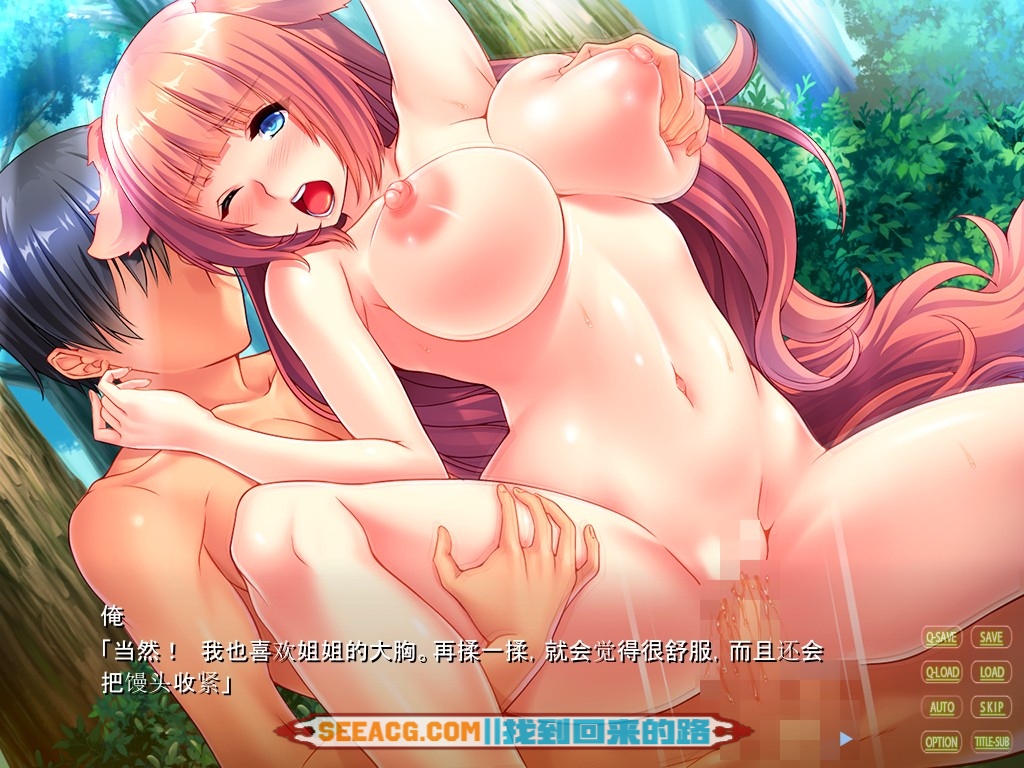 俺
「当然！ 我也喜欢姐姐的大胸。再揉一揉, 就会觉得很舒服, 而且还会
把馒头收紧」
Q-SAVE SAVE
Q-LOAD LOAD
AUTO SKIP
OPTION TITLE-SUB
SEEACG.COM||找到回来的路